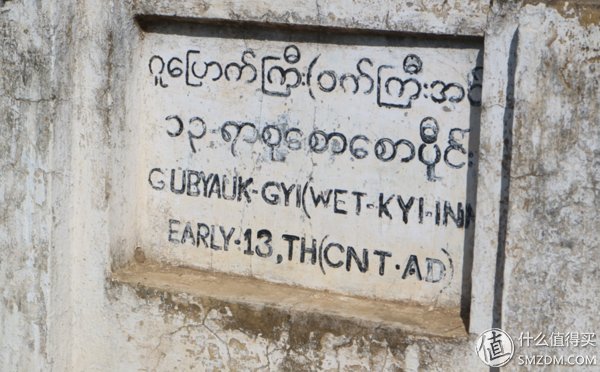 ဂူပြောက်ကြီး(ဝက်ကြီးအင်း
၁၃-ရာစုစောစောပိုင်း
GUBYAUK-GYI(WET-KYI-INN
EARLY-13,TH(CNT·AD)
值 什么值得买
SMZDM.COM